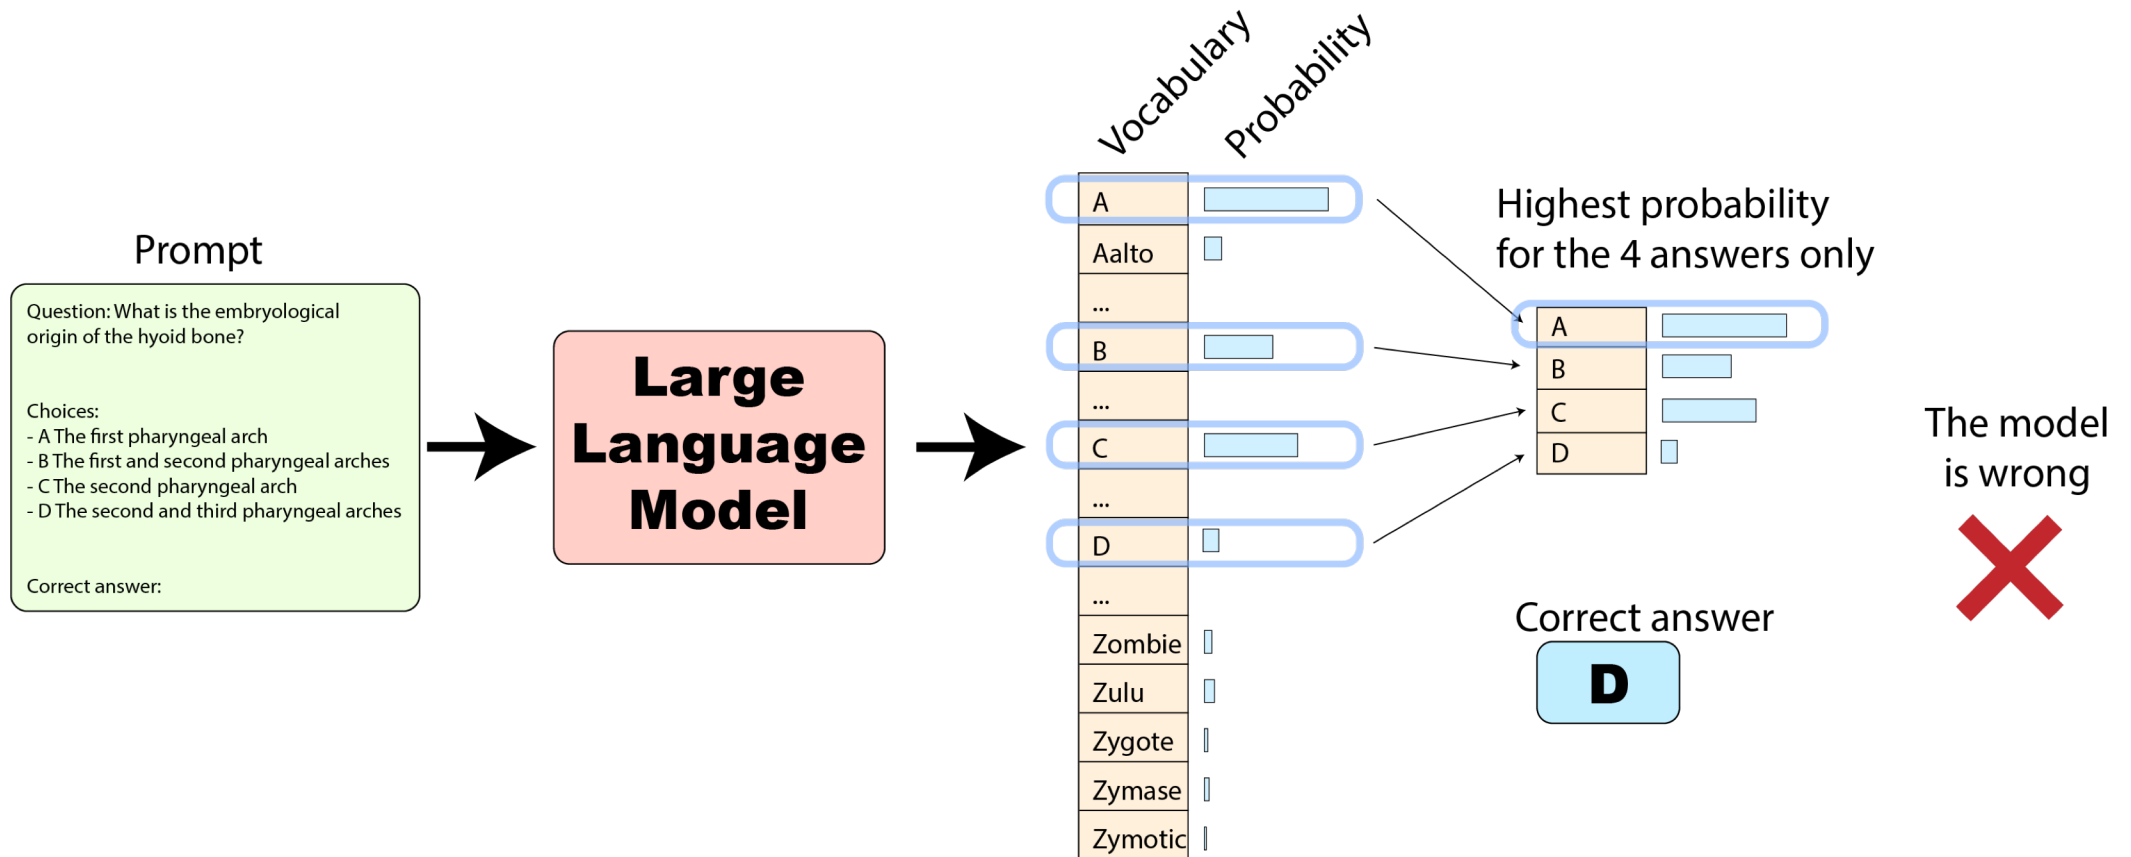 Prompt
Question: What is the embryological
origin of the hyoid bone?
Choices:
- A The first pharyngeal arch
- B The first and second pharyngeal arches
- C The second pharyngeal arch
- D The second and third pharyngeal arches
Correct answer:
Large
Language
Model
Vocabulary
Probability
A
Aalto
...
B
...
C
...
D
...
Zombie
Zulu
Zygote
Zymase
Zymotic
Highest probability
for the 4 answers only
A
B
C
D
Correct answer
D
The model
is wrong